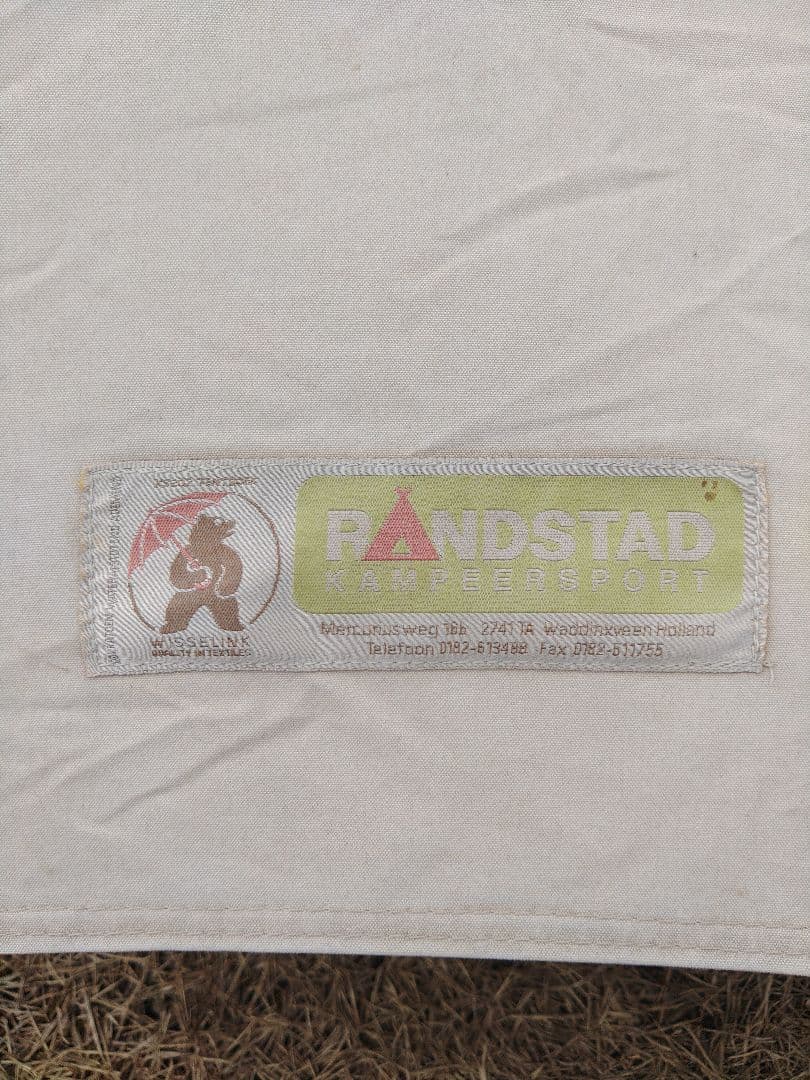 WISSELINK
QUALITY IN TEXTILES
RANDSTAD
KAMPEERSPORT
Mercuriusweg 16b 2741 TA Waddinxveen Holland
Telefoon 0182-613488 Fax 0182-611755